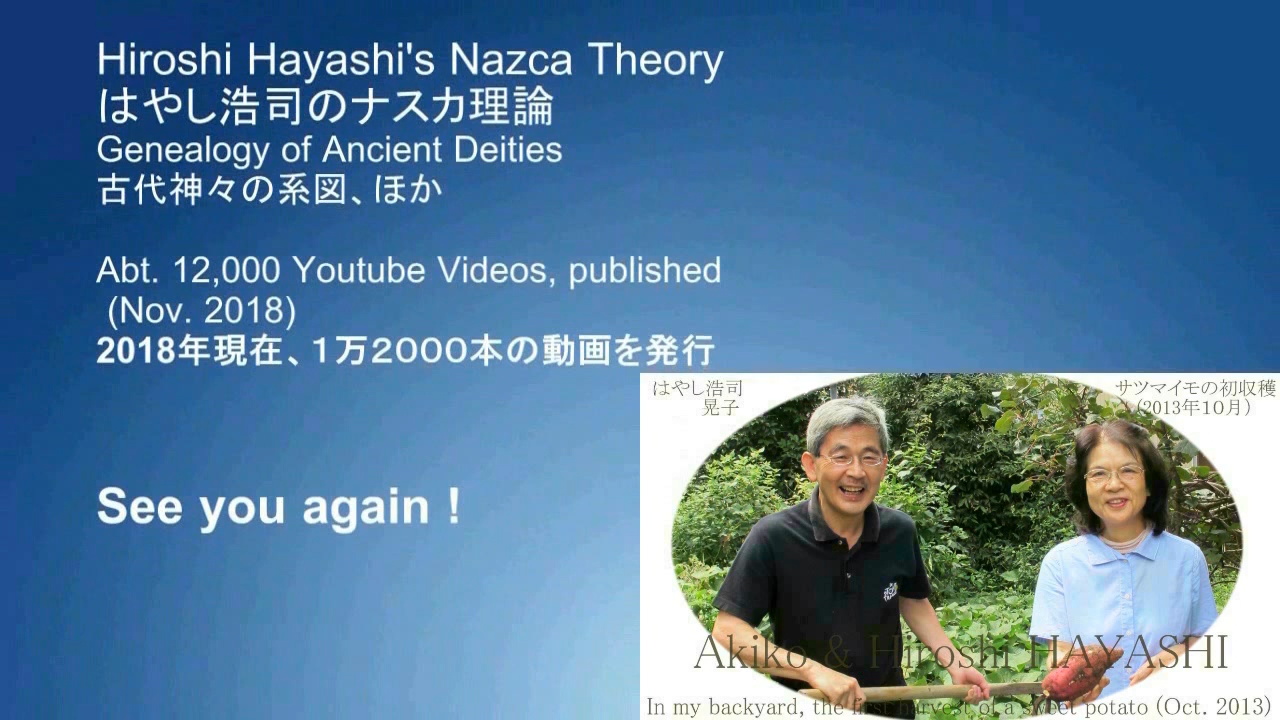 Hiroshi Hayashi's Nazca Theory
はやし浩司のナスカ理論
Genealogy of Ancient Deities
古代神々の系図、ほか
Abt. 12,000 Youtube Videos, published
(Nov. 2018)
2018年現在、１万２０００本の動画を発行
See you again !
はやし浩司
晃子
サツマイモの初収穫
(2013年10月)
Akiko & Hiroshi HAYASHI
In my backyard, the first harvest of a sweet potato (Oct. 2013)